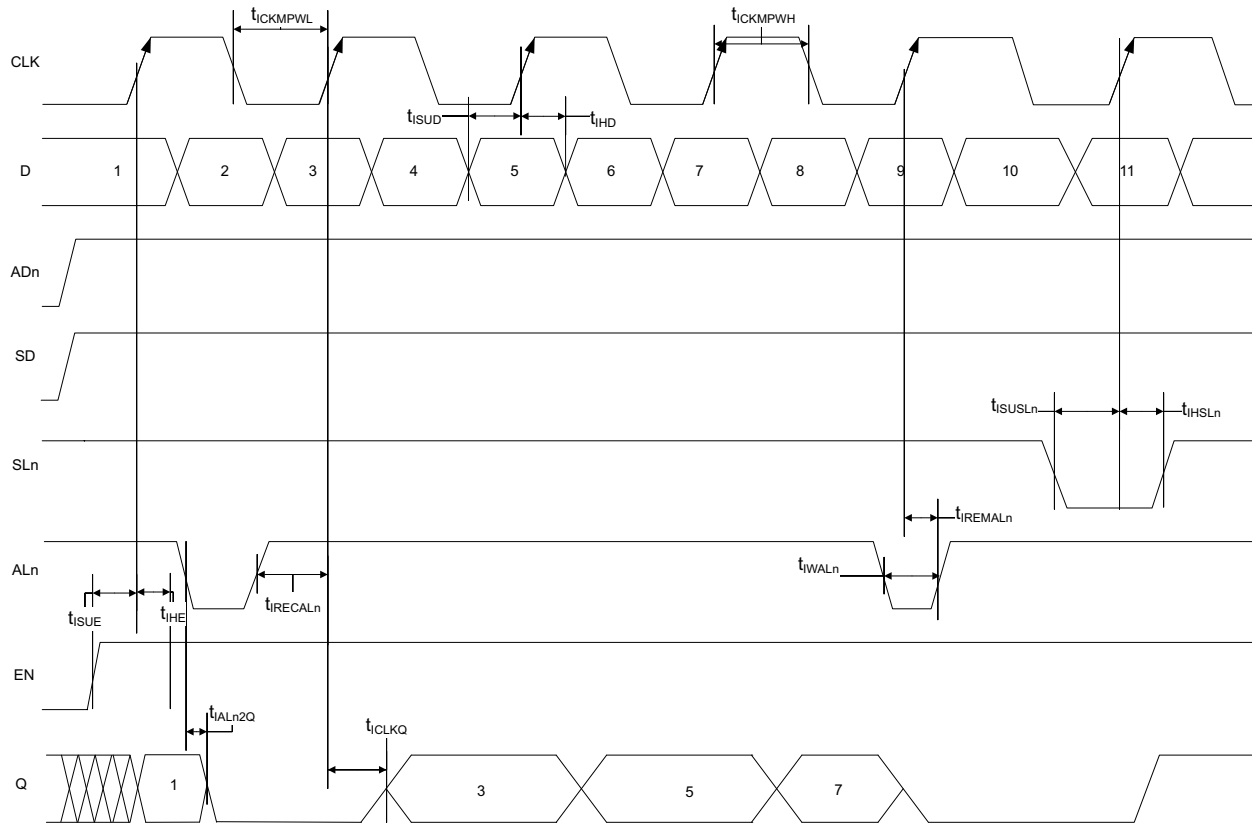 tICKMPWL
tICKMPWH
CLK
tISUD
tIHD
D
1
2
3
4
5
6
7
8
9
10
11
ADn
SD
tISUSLn
tIHSLn
SLn
tIREMALn
ALn
tIWALn
tIRECALn
tISUE
tIHE
EN
tIALn2Q
tICLKQ
Q
1
3
5
7